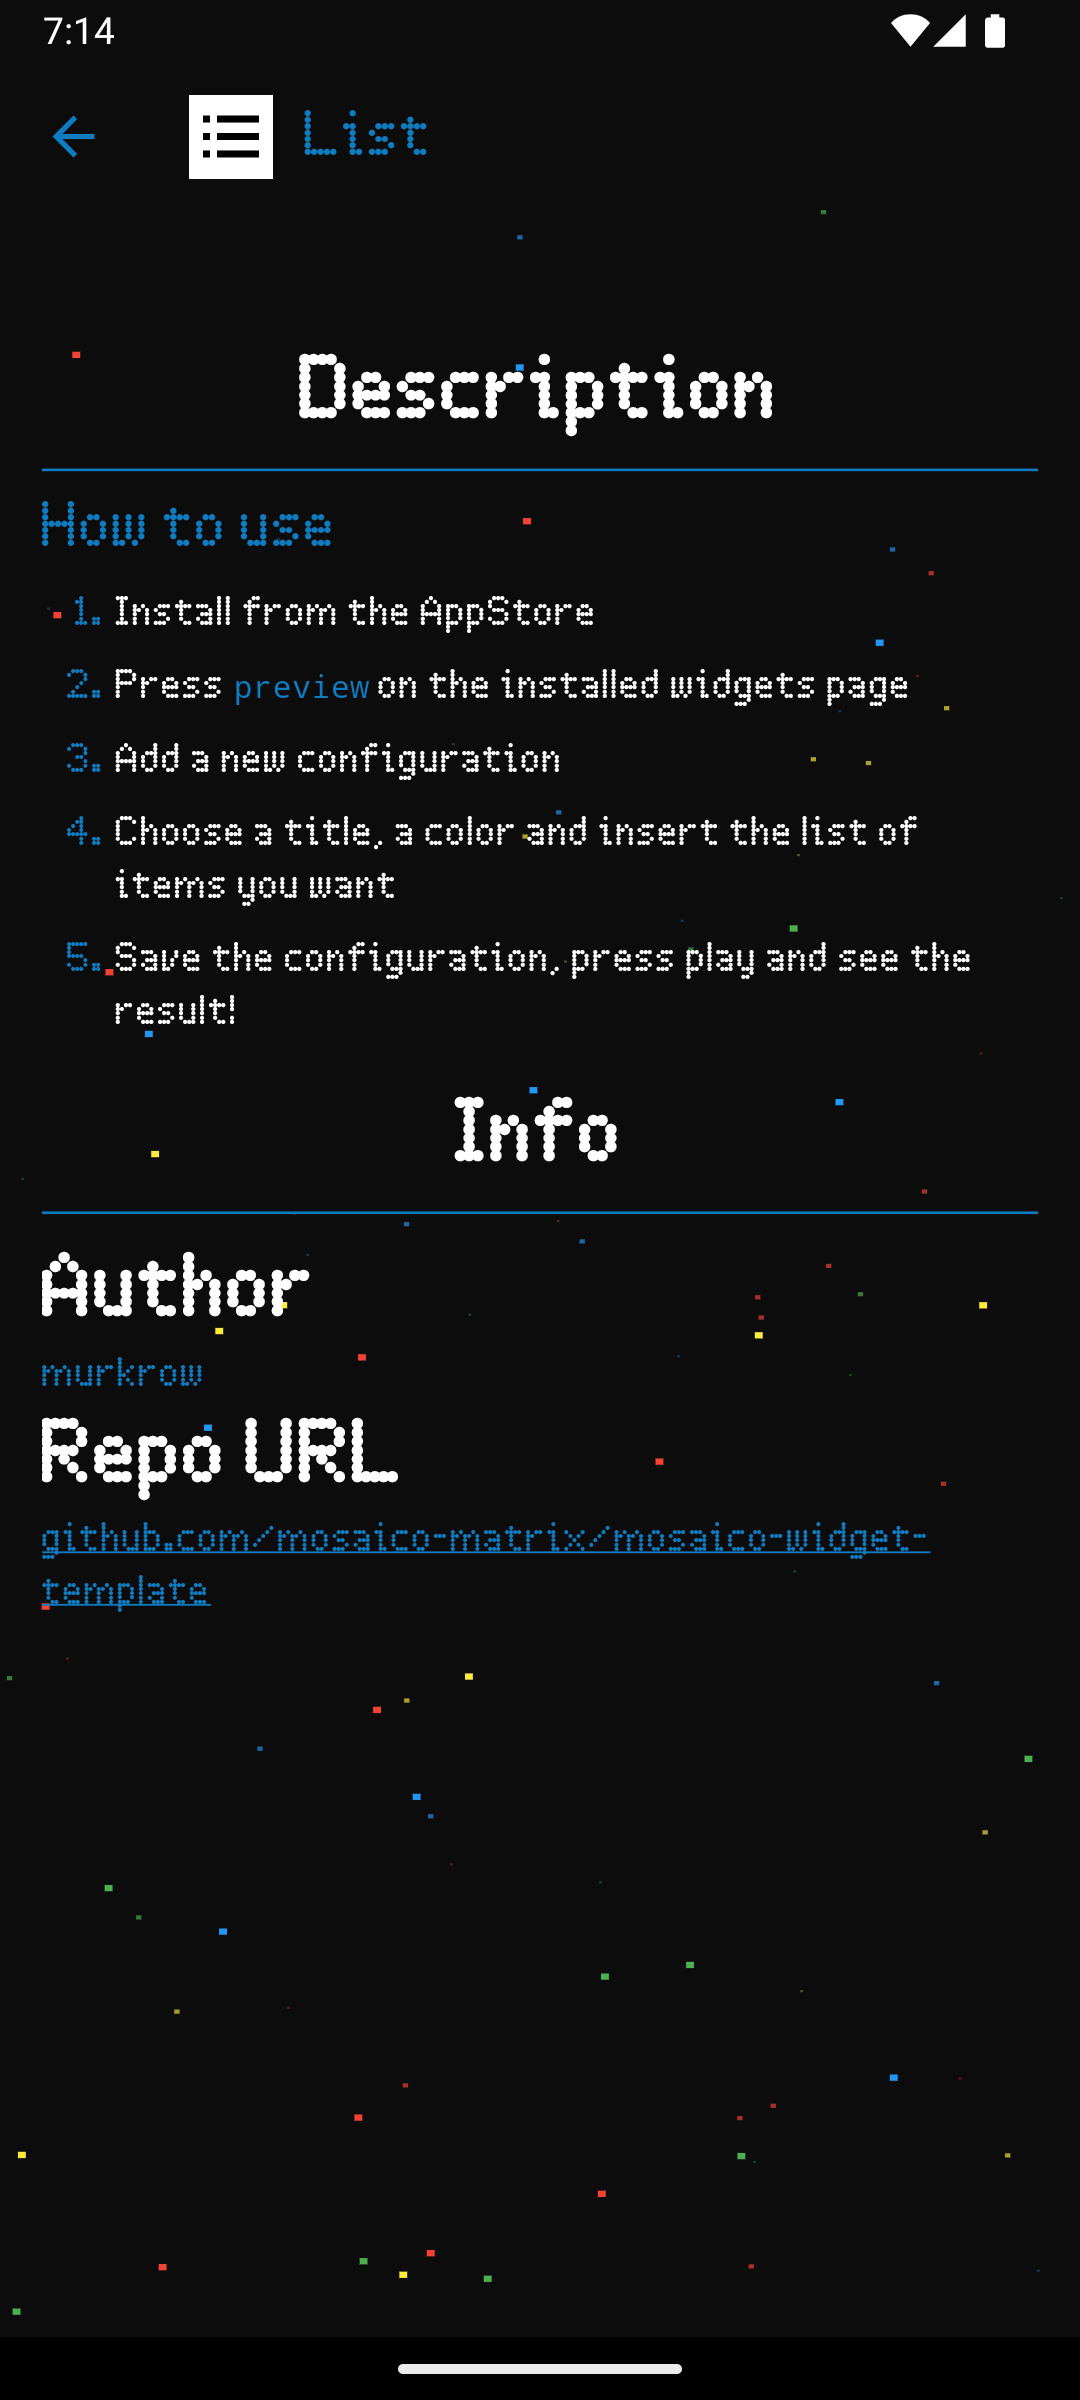 7:14
List
Description
How to use
1. Install from the AppStore
2. Press preview on the installed widgets page
3. Add a new configuration
4. Choose a title, a color and insert the list of
items you want
5. Save the configuration, press play and see the
result!
Info
Author
murkrow
Repo URL
github.com/mosaico-matrix/mosaico-widget-
template